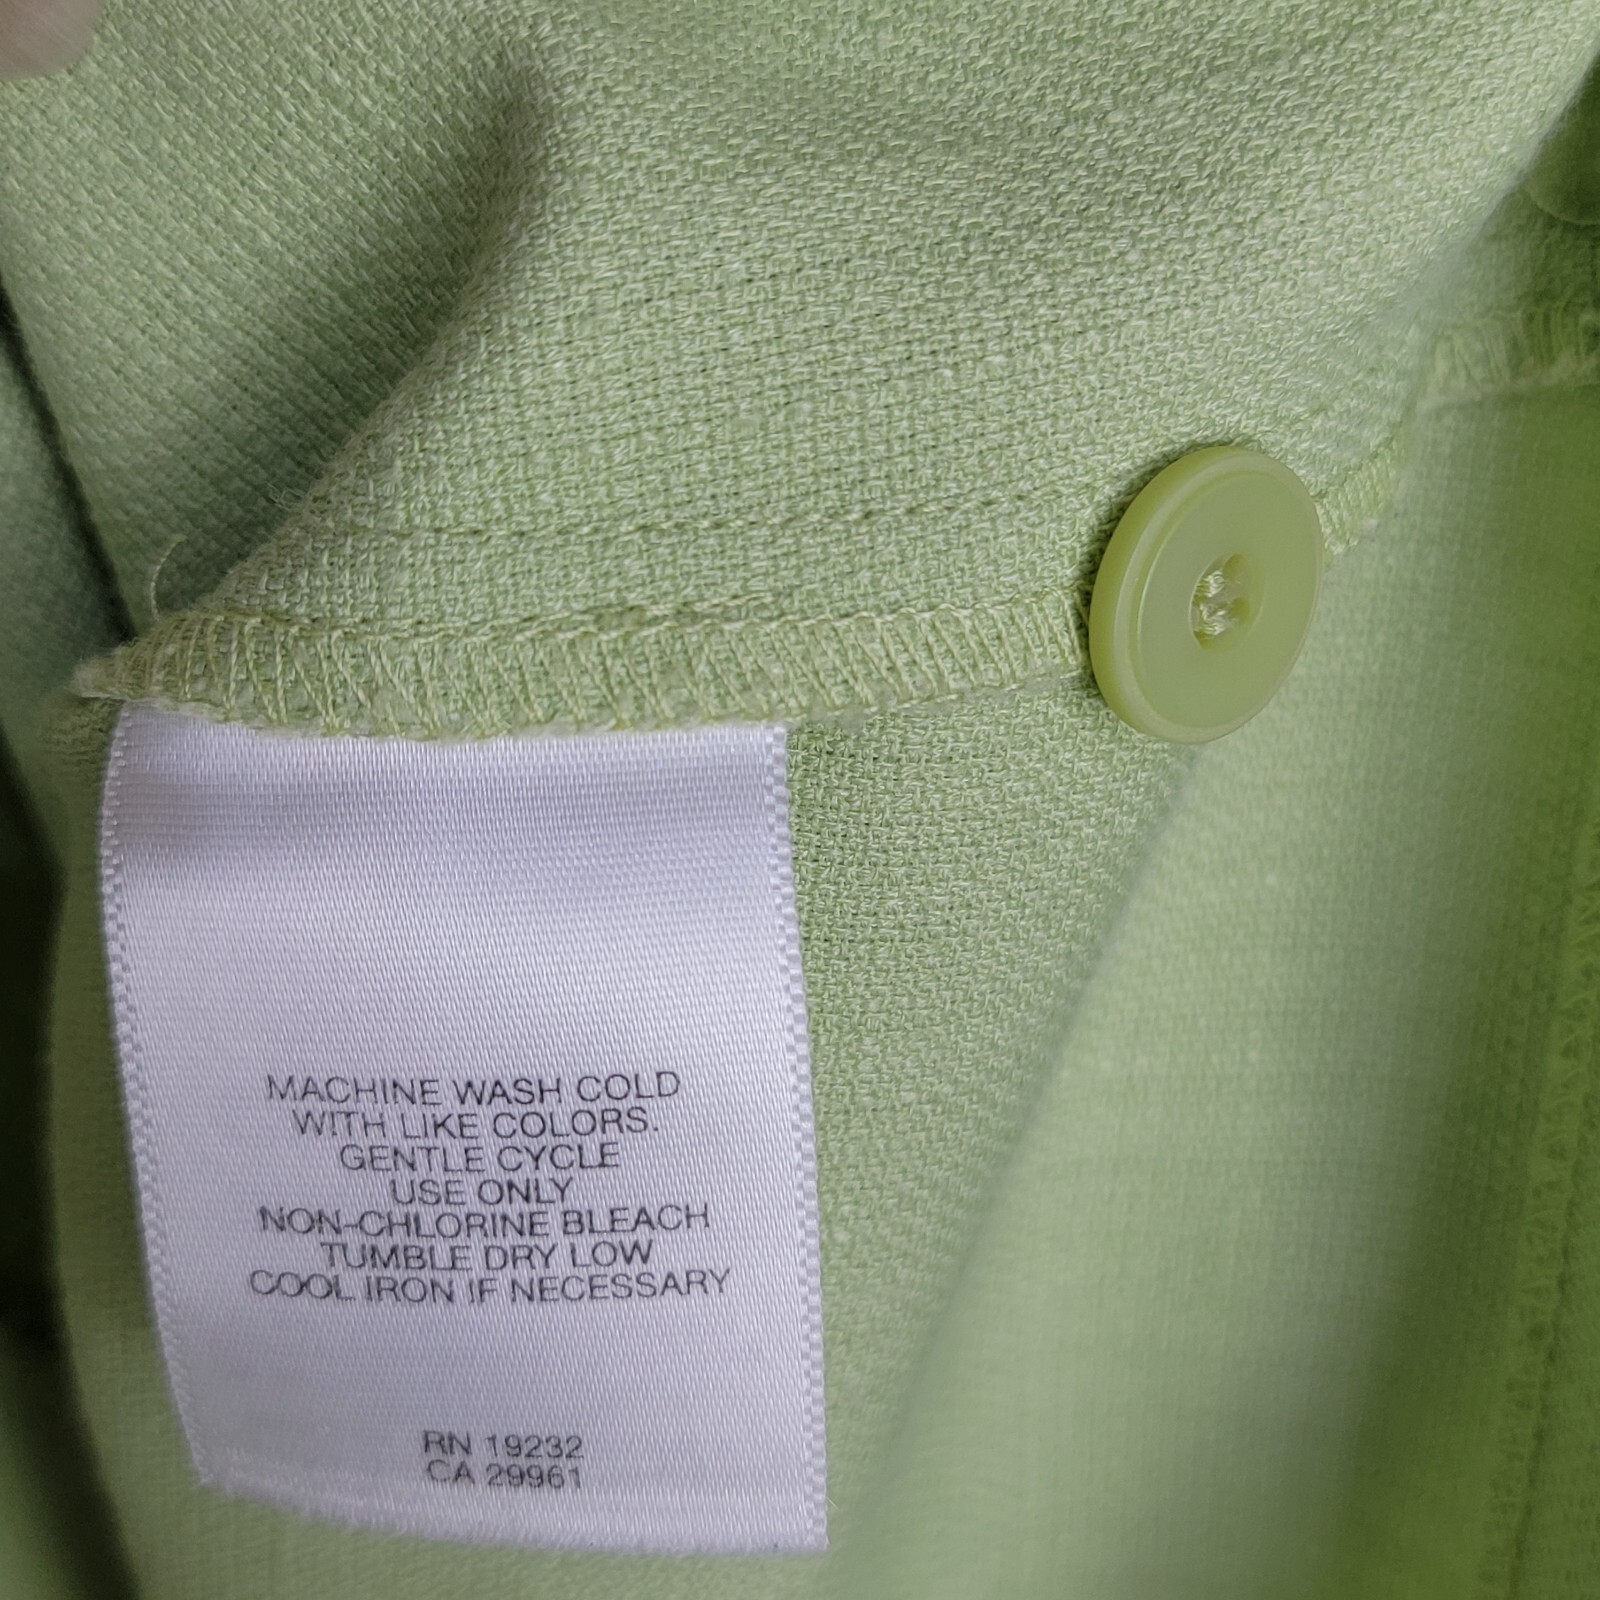 MACHINE WASH COLD
WITH LIKE COLORS.
GENTLE CYCLE
USE ONLY
NON-CHLORINE BLEACH
TUMBLE DRY LOW
COOL IRON IF NECESSARY
RN 19232
CA 29961